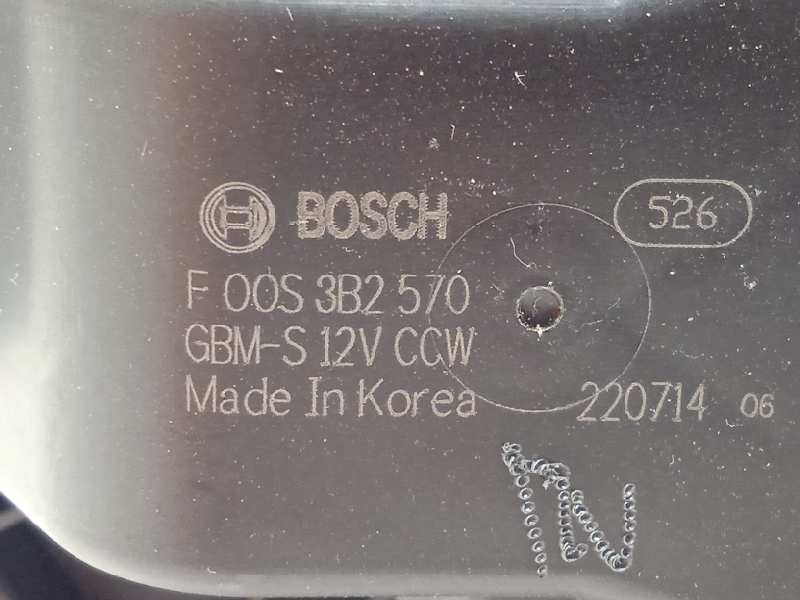 BOSCH 526
F 00S 3B2 570
GBM-S 12V CCW
Made In Korea 220714 06